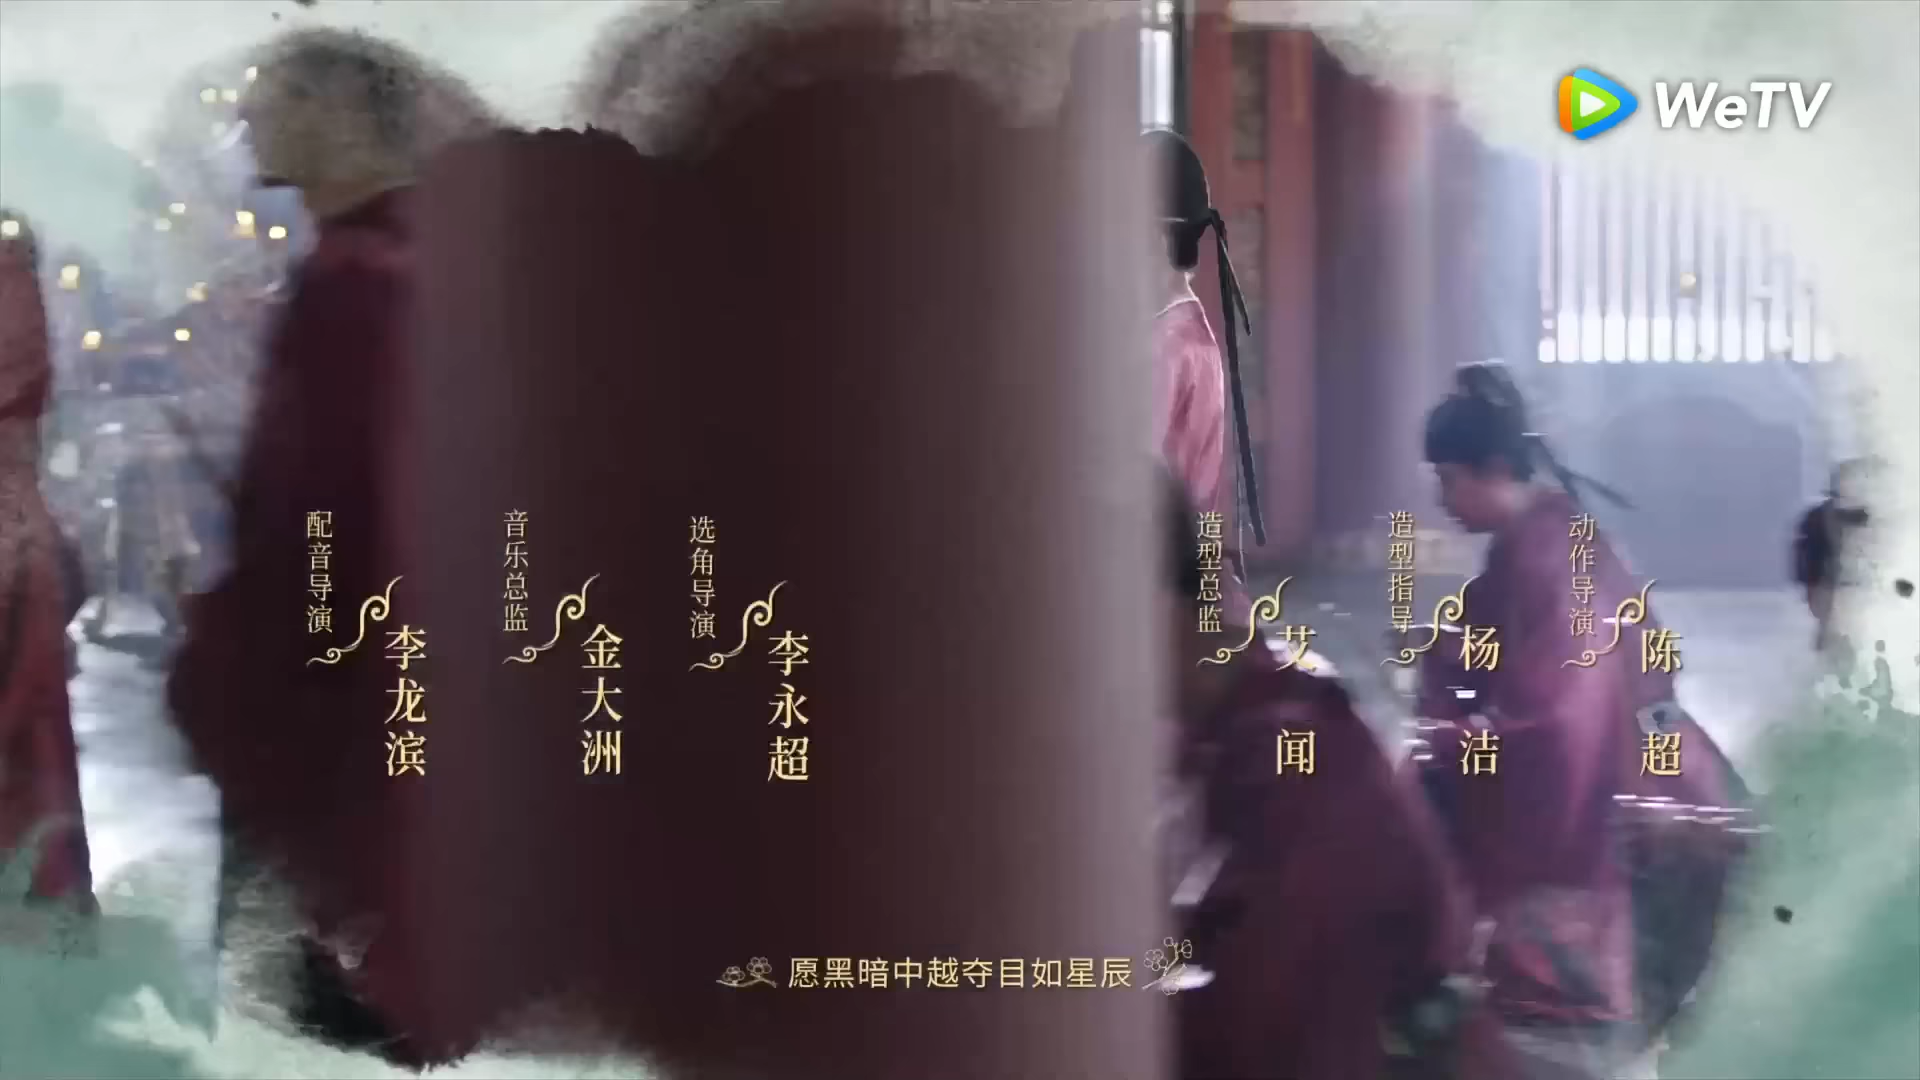 WeTV
配音导演
李龙滨
音乐总监
金大洲
选角导演
李永超
造型总监
艾闻
造型指导
杨洁
动作导演
陈超
愿黑暗中越夺目如星辰